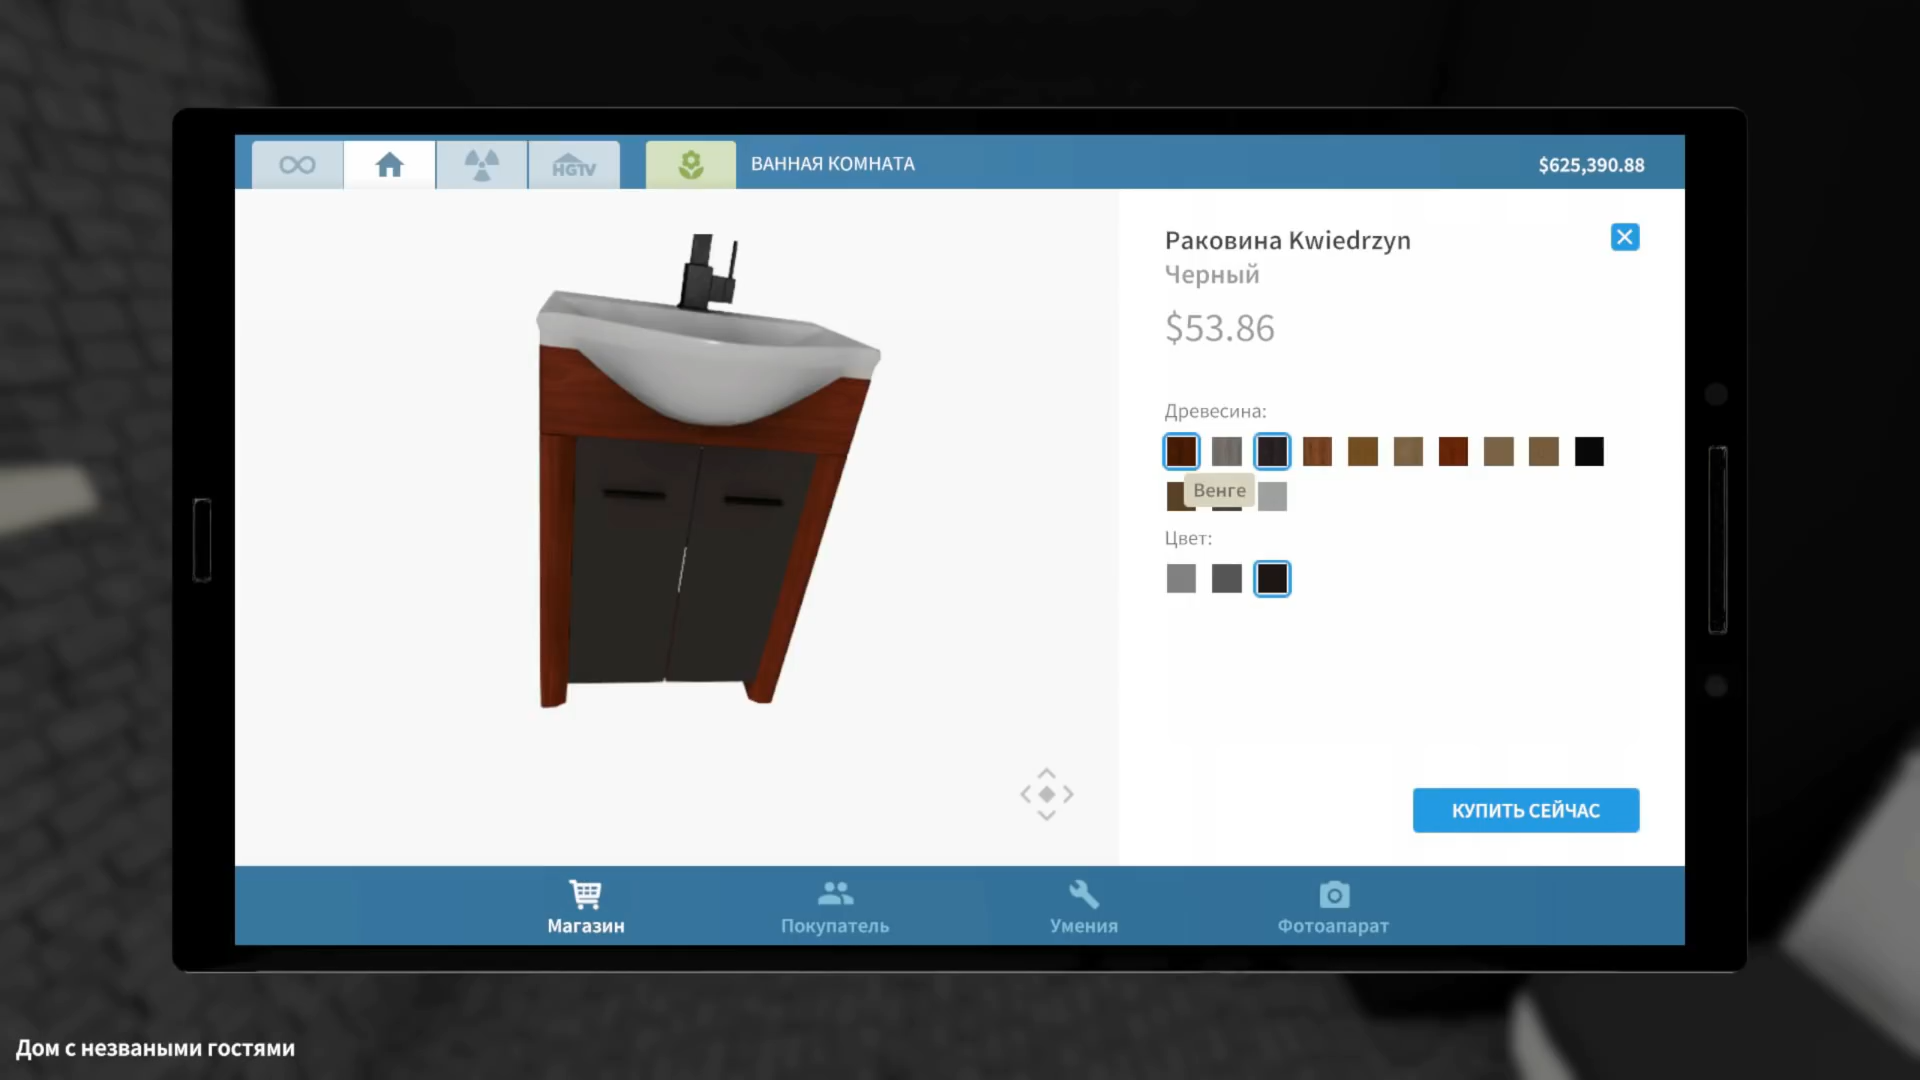 HGTV
ВАННАЯ КОМНАТА
$625,390.88
Раковина Kwiedrzyn
Черный
$53.86
Древесина:
Венге
Цвет:
КУПИТЬ СЕЙЧАС
Магазин
Покупатель
Умения
Фотоапарат
Дом с незваными гостями